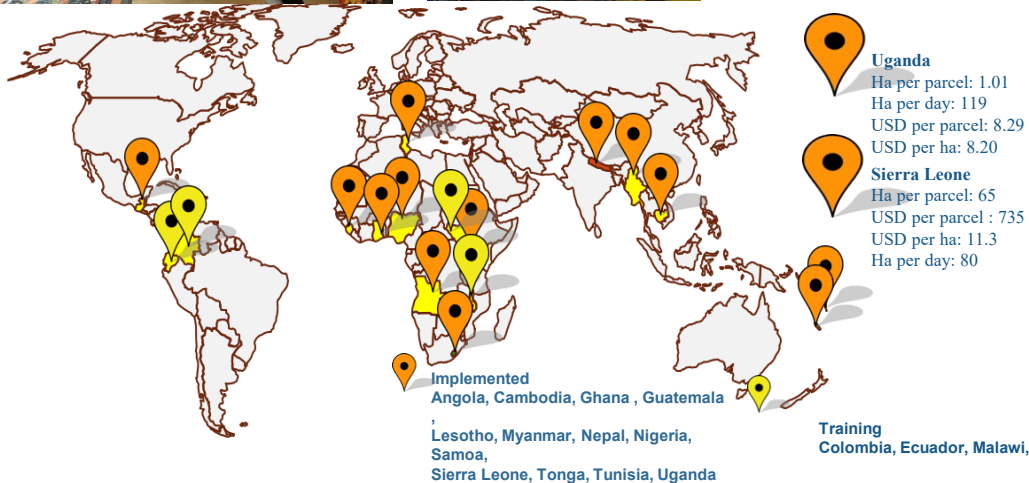 Uganda
Ha per parcel: 1.01
Ha per day: 119
USD per parcel: 8.29
USD per ha: 8.20
Sierra Leone
Ha per parcel: 65
USD per parcel : 735
USD per ha: 11.3
Ha per day: 80
Implemented
Angola, Cambodia, Ghana , Guatemala
,
Lesotho, Myanmar, Nepal, Nigeria,
Samoa,
Sierra Leone, Tonga, Tunisia, Uganda
Training
Colombia, Ecuador, Malawi,